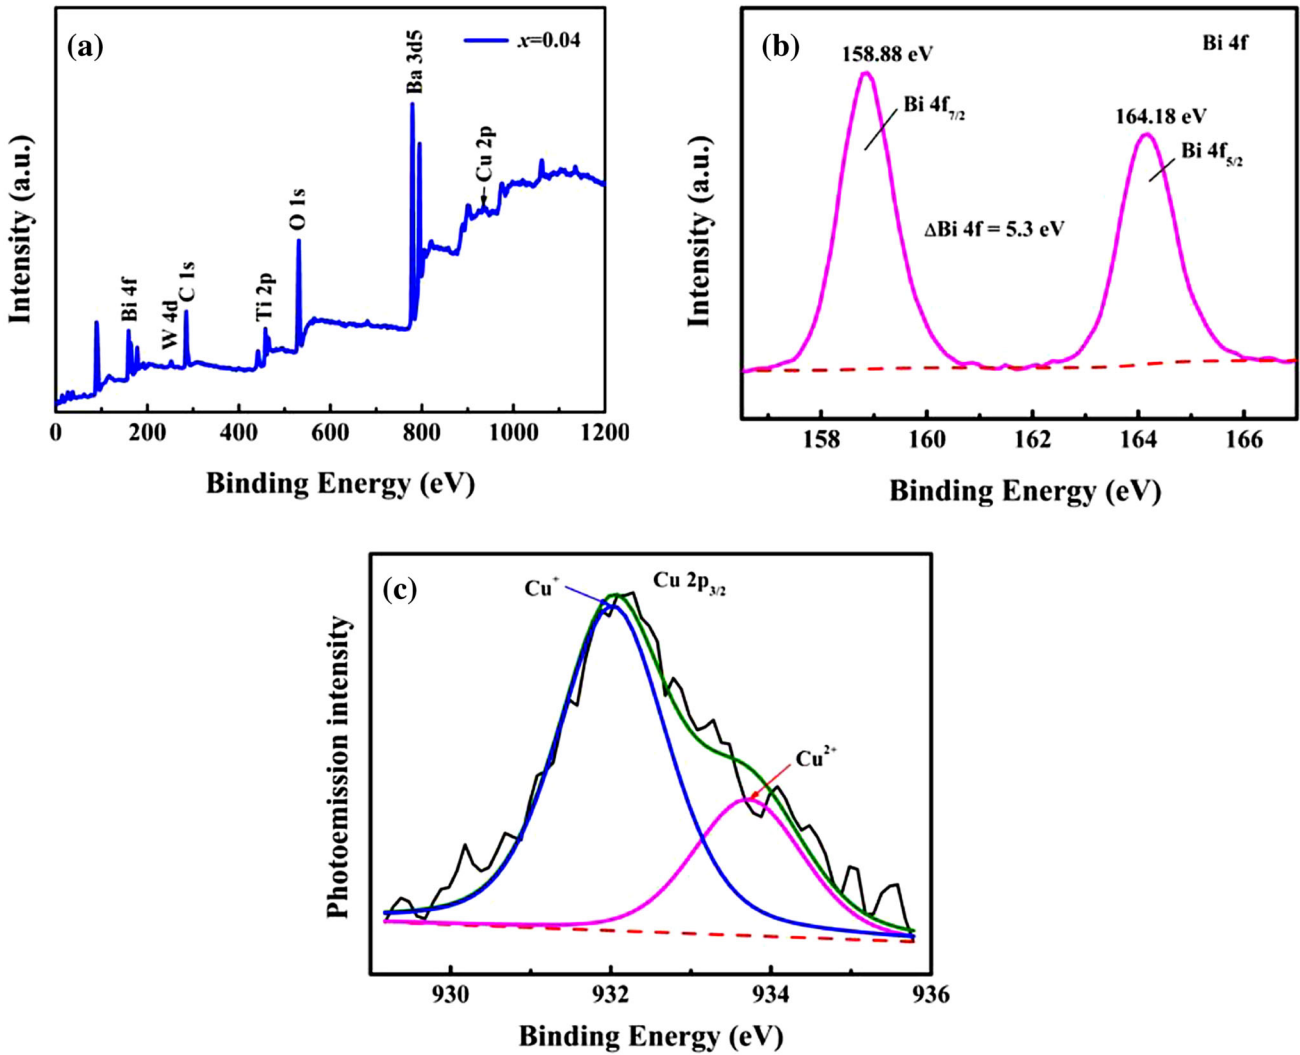 (a)
x=0.04
Intensity (a.u.)
Bi 4f
W 4d
C 1s
Ti 2p
O 1s
Ba 3d5
Cu 2p
0 200 400 600 800 1000 1200
Binding Energy (eV)
(b)
Bi 4f
158.88 eV
Bi 4f7/2
164.18 eV
Bi 4f5/2
ΔBi 4f = 5.3 eV
Intensity (a.u.)
158 160 162 164 166
Binding Energy (eV)
(c)
Cu+
Cu 2p3/2
Cu2+
Photoemission intensity
930 932 934 936
Binding Energy (eV)